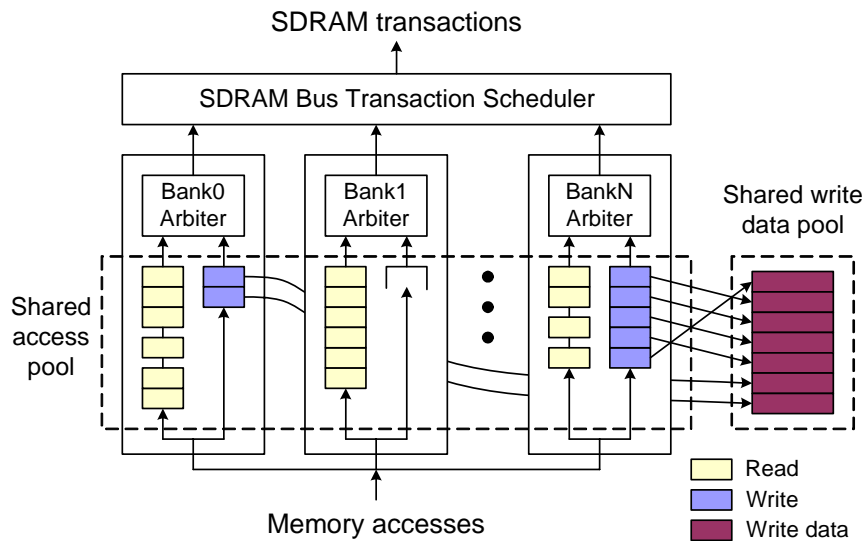 SDRAM transactions
SDRAM Bus Transaction Scheduler
Bank0
Arbiter
Bank1
Arbiter
BankN
Arbiter
Shared write
data pool
Shared
access
pool
Read
Write
Write data
Memory accesses